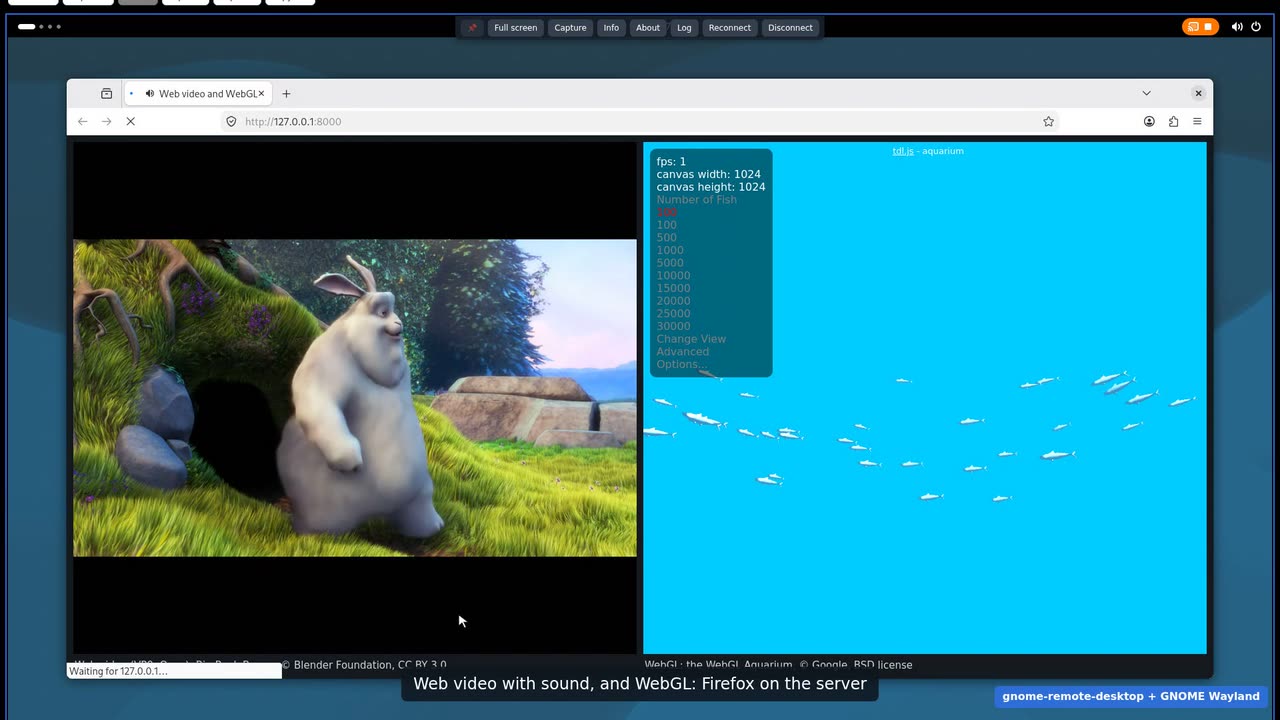 Full screen
Capture
Info
About
Log
Reconnect
Disconnect
Web video and WebGL
http://127.0.0.1:8000
tdl.js - aquarium
fps: 1
canvas width: 1024
canvas height: 1024
Number of Fish
100
500
1000
5000
10000
15000
20000
25000
30000
Change View
Advanced
Options...
© Blender Foundation, CC BY 3.0
WebGL: the WebGL Aquarium, © Google, BSD license
Waiting for 127.0.0.1...
Web video with sound, and WebGL: Firefox on the server
gnome-remote-desktop + GNOME Wayland